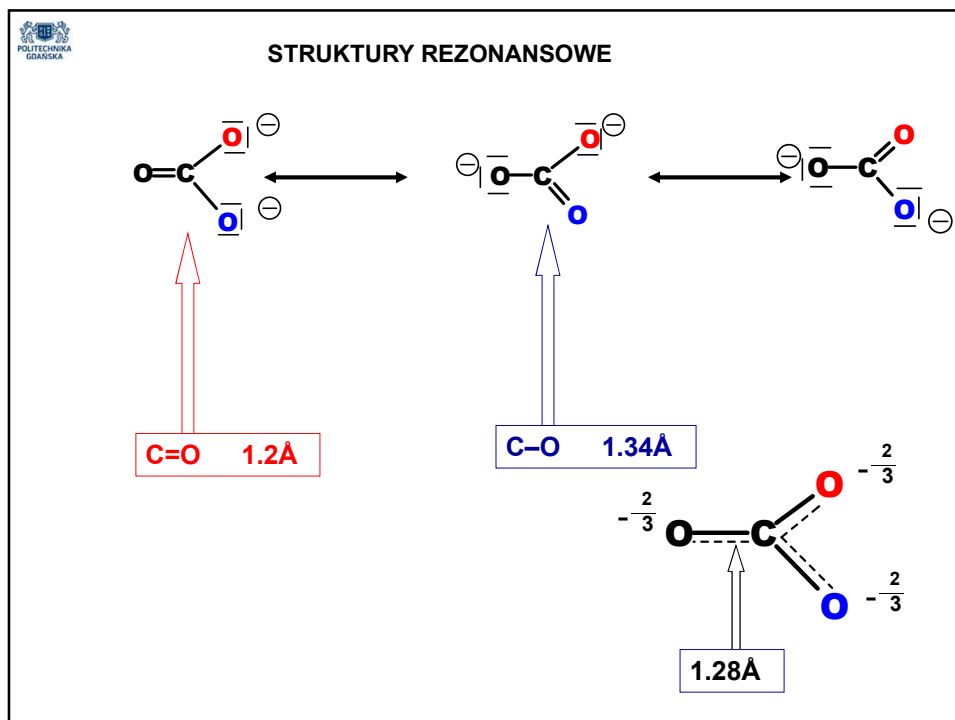 POLITECHNIKA
GDAŃSKA
STRUKTURY REZONANSOWE
O=C
O ⊖
O ⊖
⊖ O C
O ⊖
O
⊖ O C
O
O ⊖
C=O 1.2Å
C–O 1.34Å
- 2/3 O C
O - 2/3
O - 2/3
1.28Å